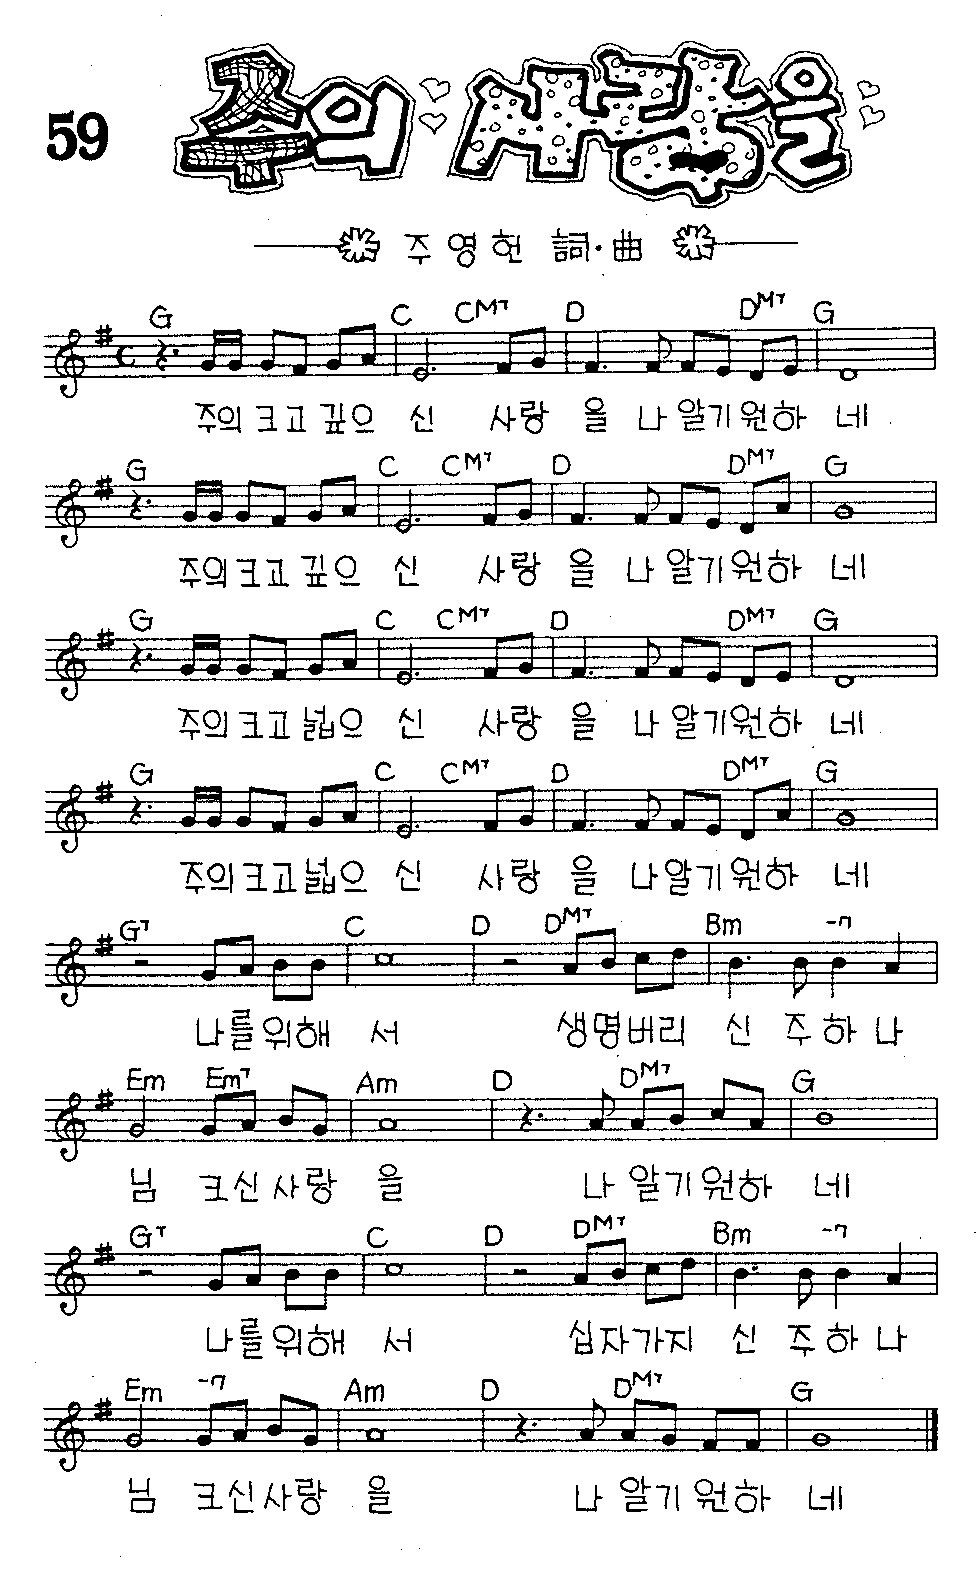 59
주의 사랑을
주영헌 詞·曲
G C CM7 D DM7 G
주의 크고 깊으 신 사랑 을 나 알기 원하 네
G C CM7 D DM7 G
주의 크고 깊으 신 사랑 을 나 알기 원하 네
G C CM7 D DM7 G
주의 크고 넓으 신 사랑 을 나 알기 원하 네
G C CM7 D DM7 G
주의 크고 넓으 신 사랑 을 나 알기 원하 네
G7 C D DM7 Bm -7
나를 위해 서 생명 버리 신 주 하 나
Em Em7 Am D DM7 G
님 크신 사랑 을 나 알기 원하 네
G7 C D DM7 Bm -7
나를 위해 서 십자가 지 신 주 하 나
Em -7 Am D DM7 G
님 크신 사랑 을 나 알기 원하 네